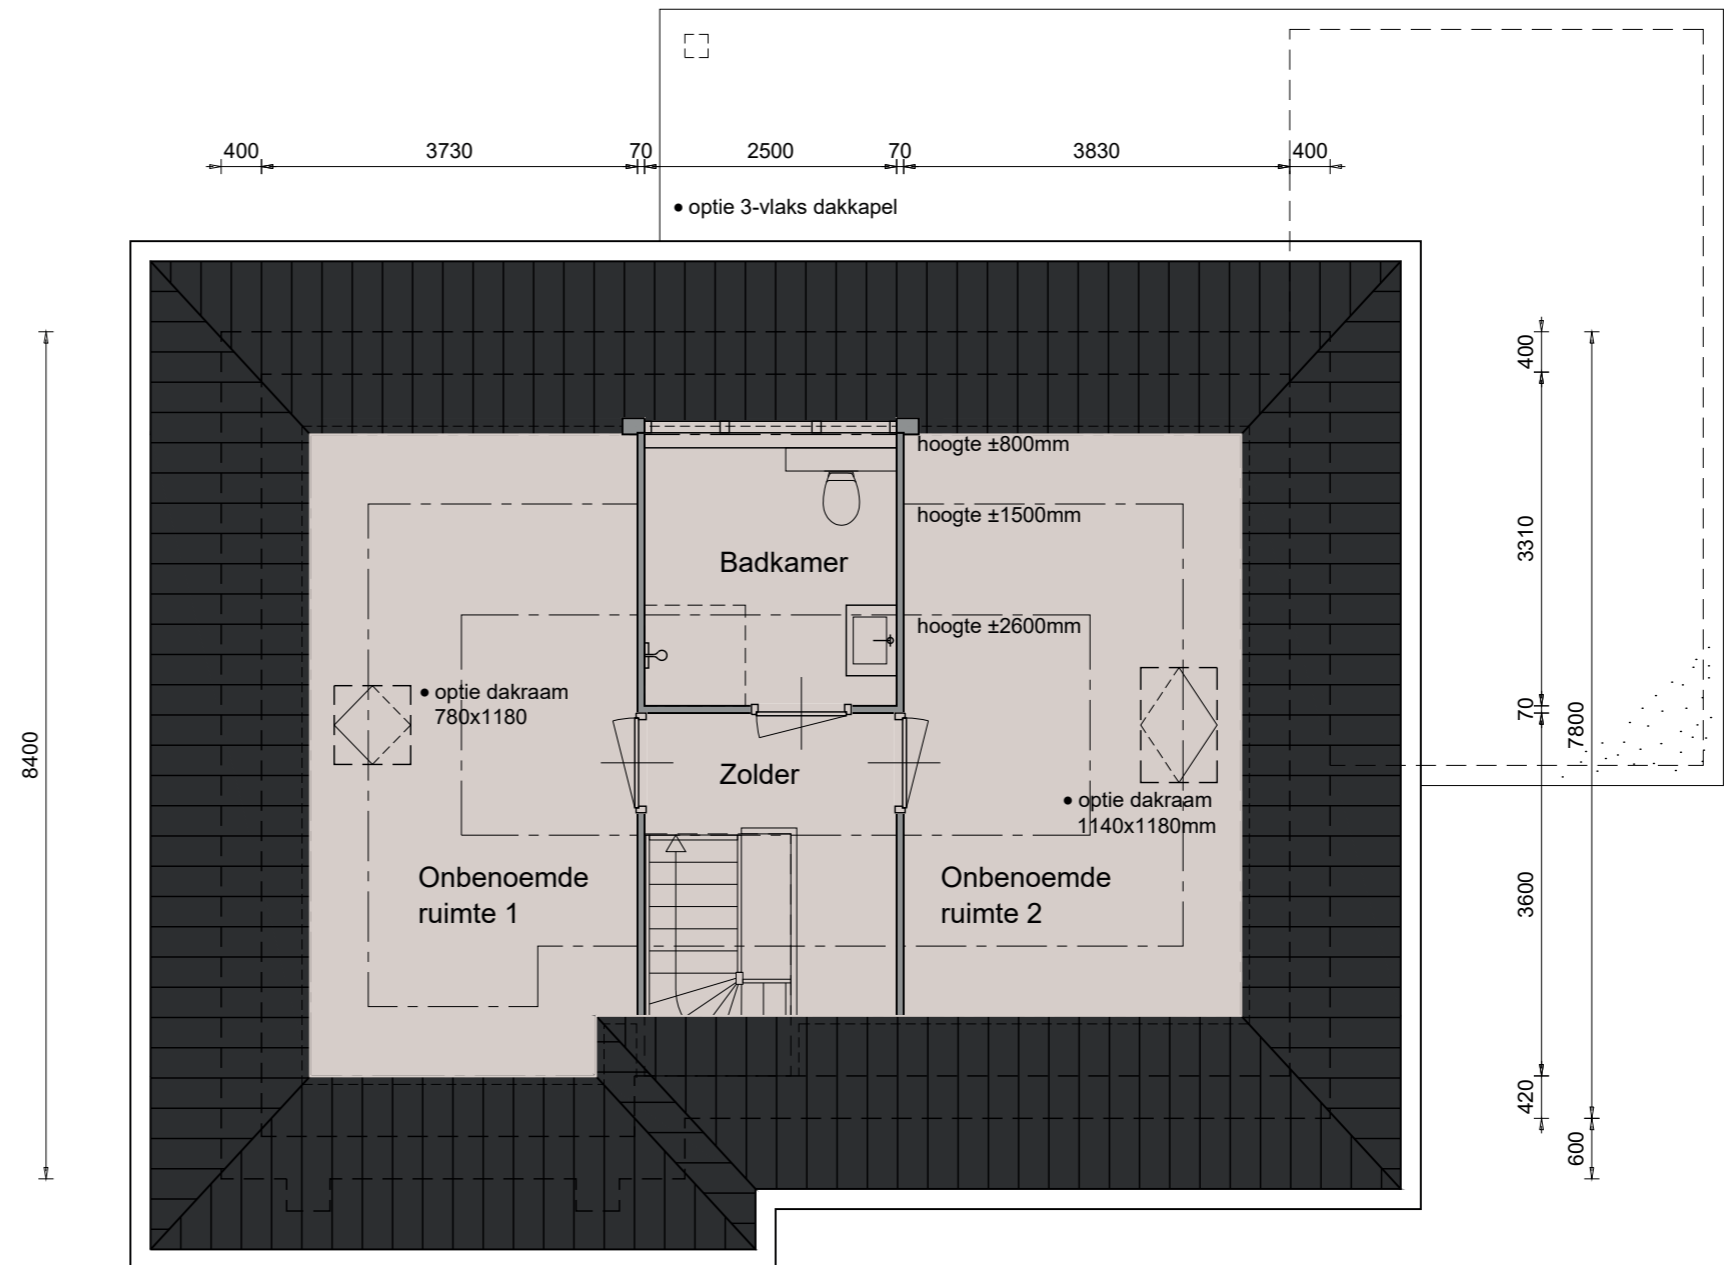 400 3730 70 2500 70 3830 400
• optie 3-vlaks dakkapel
hoogte ±800mm
hoogte ±1500mm
Badkamer
hoogte ±2600mm
• optie dakraam
780x1180
Zolder
• optie dakraam
1140x1180mm
Onbenoemde
ruimte 1
Onbenoemde
ruimte 2
8400
400
3310
70
3600
420
7800
600